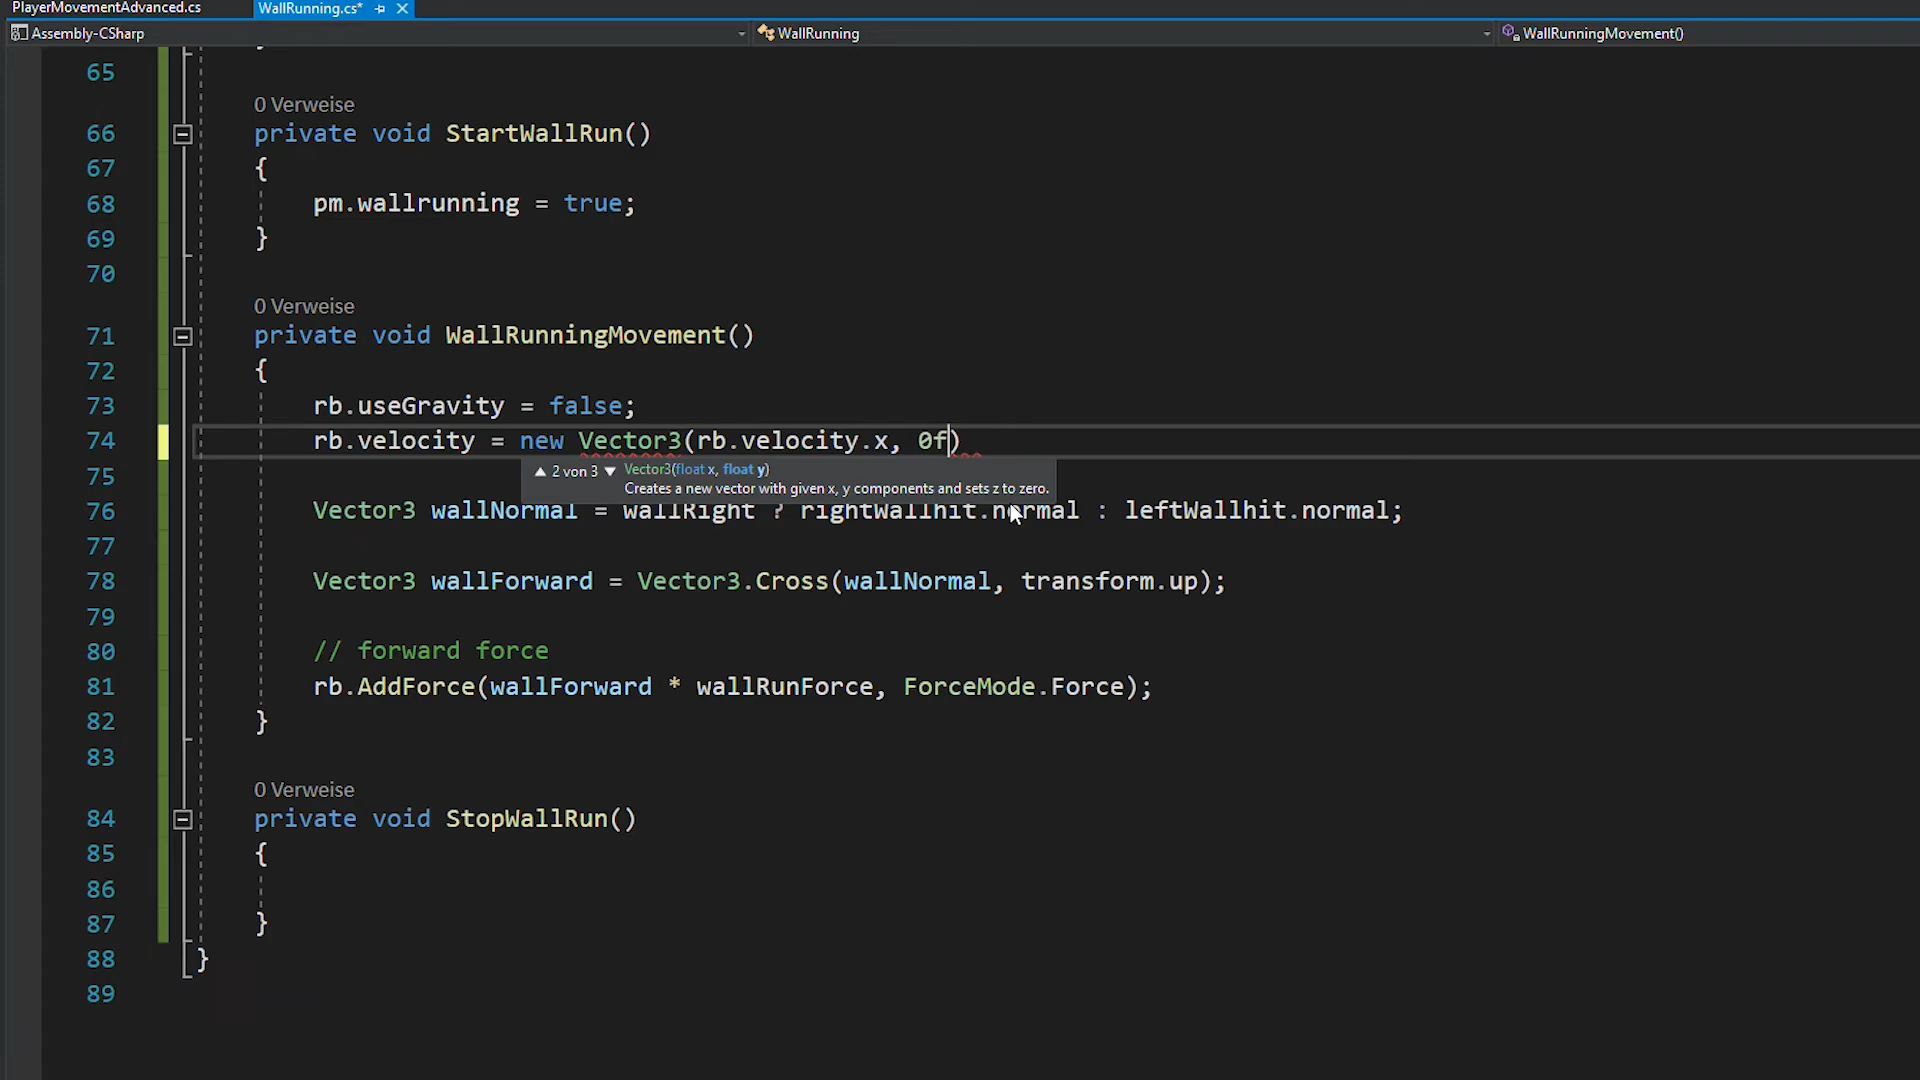 PlayerMovementAdvanced.cs WallRunning.cs*
Assembly-CSharp WallRunning WallRunningMovement()
65
0 Verweise
66 private void StartWallRun()
67 {
68 pm.wallrunning = true;
69 }
70
0 Verweise
71 private void WallRunningMovement()
72 {
73 rb.useGravity = false;
74 rb.velocity = new Vector3(rb.velocity.x, 0f)
75 2 von 3 Vector3(float x, float y)
Creates a new vector with given x, y components and sets z to zero.
76 Vector3 wallNormal = wallRight ? rightWallhit.normal : leftWallhit.normal;
77
78 Vector3 wallForward = Vector3.Cross(wallNormal, transform.up);
79
80 // forward force
81 rb.AddForce(wallForward * wallRunForce, ForceMode.Force);
82 }
83
0 Verweise
84 private void StopWallRun()
85 {
86
87 }
88 }
89